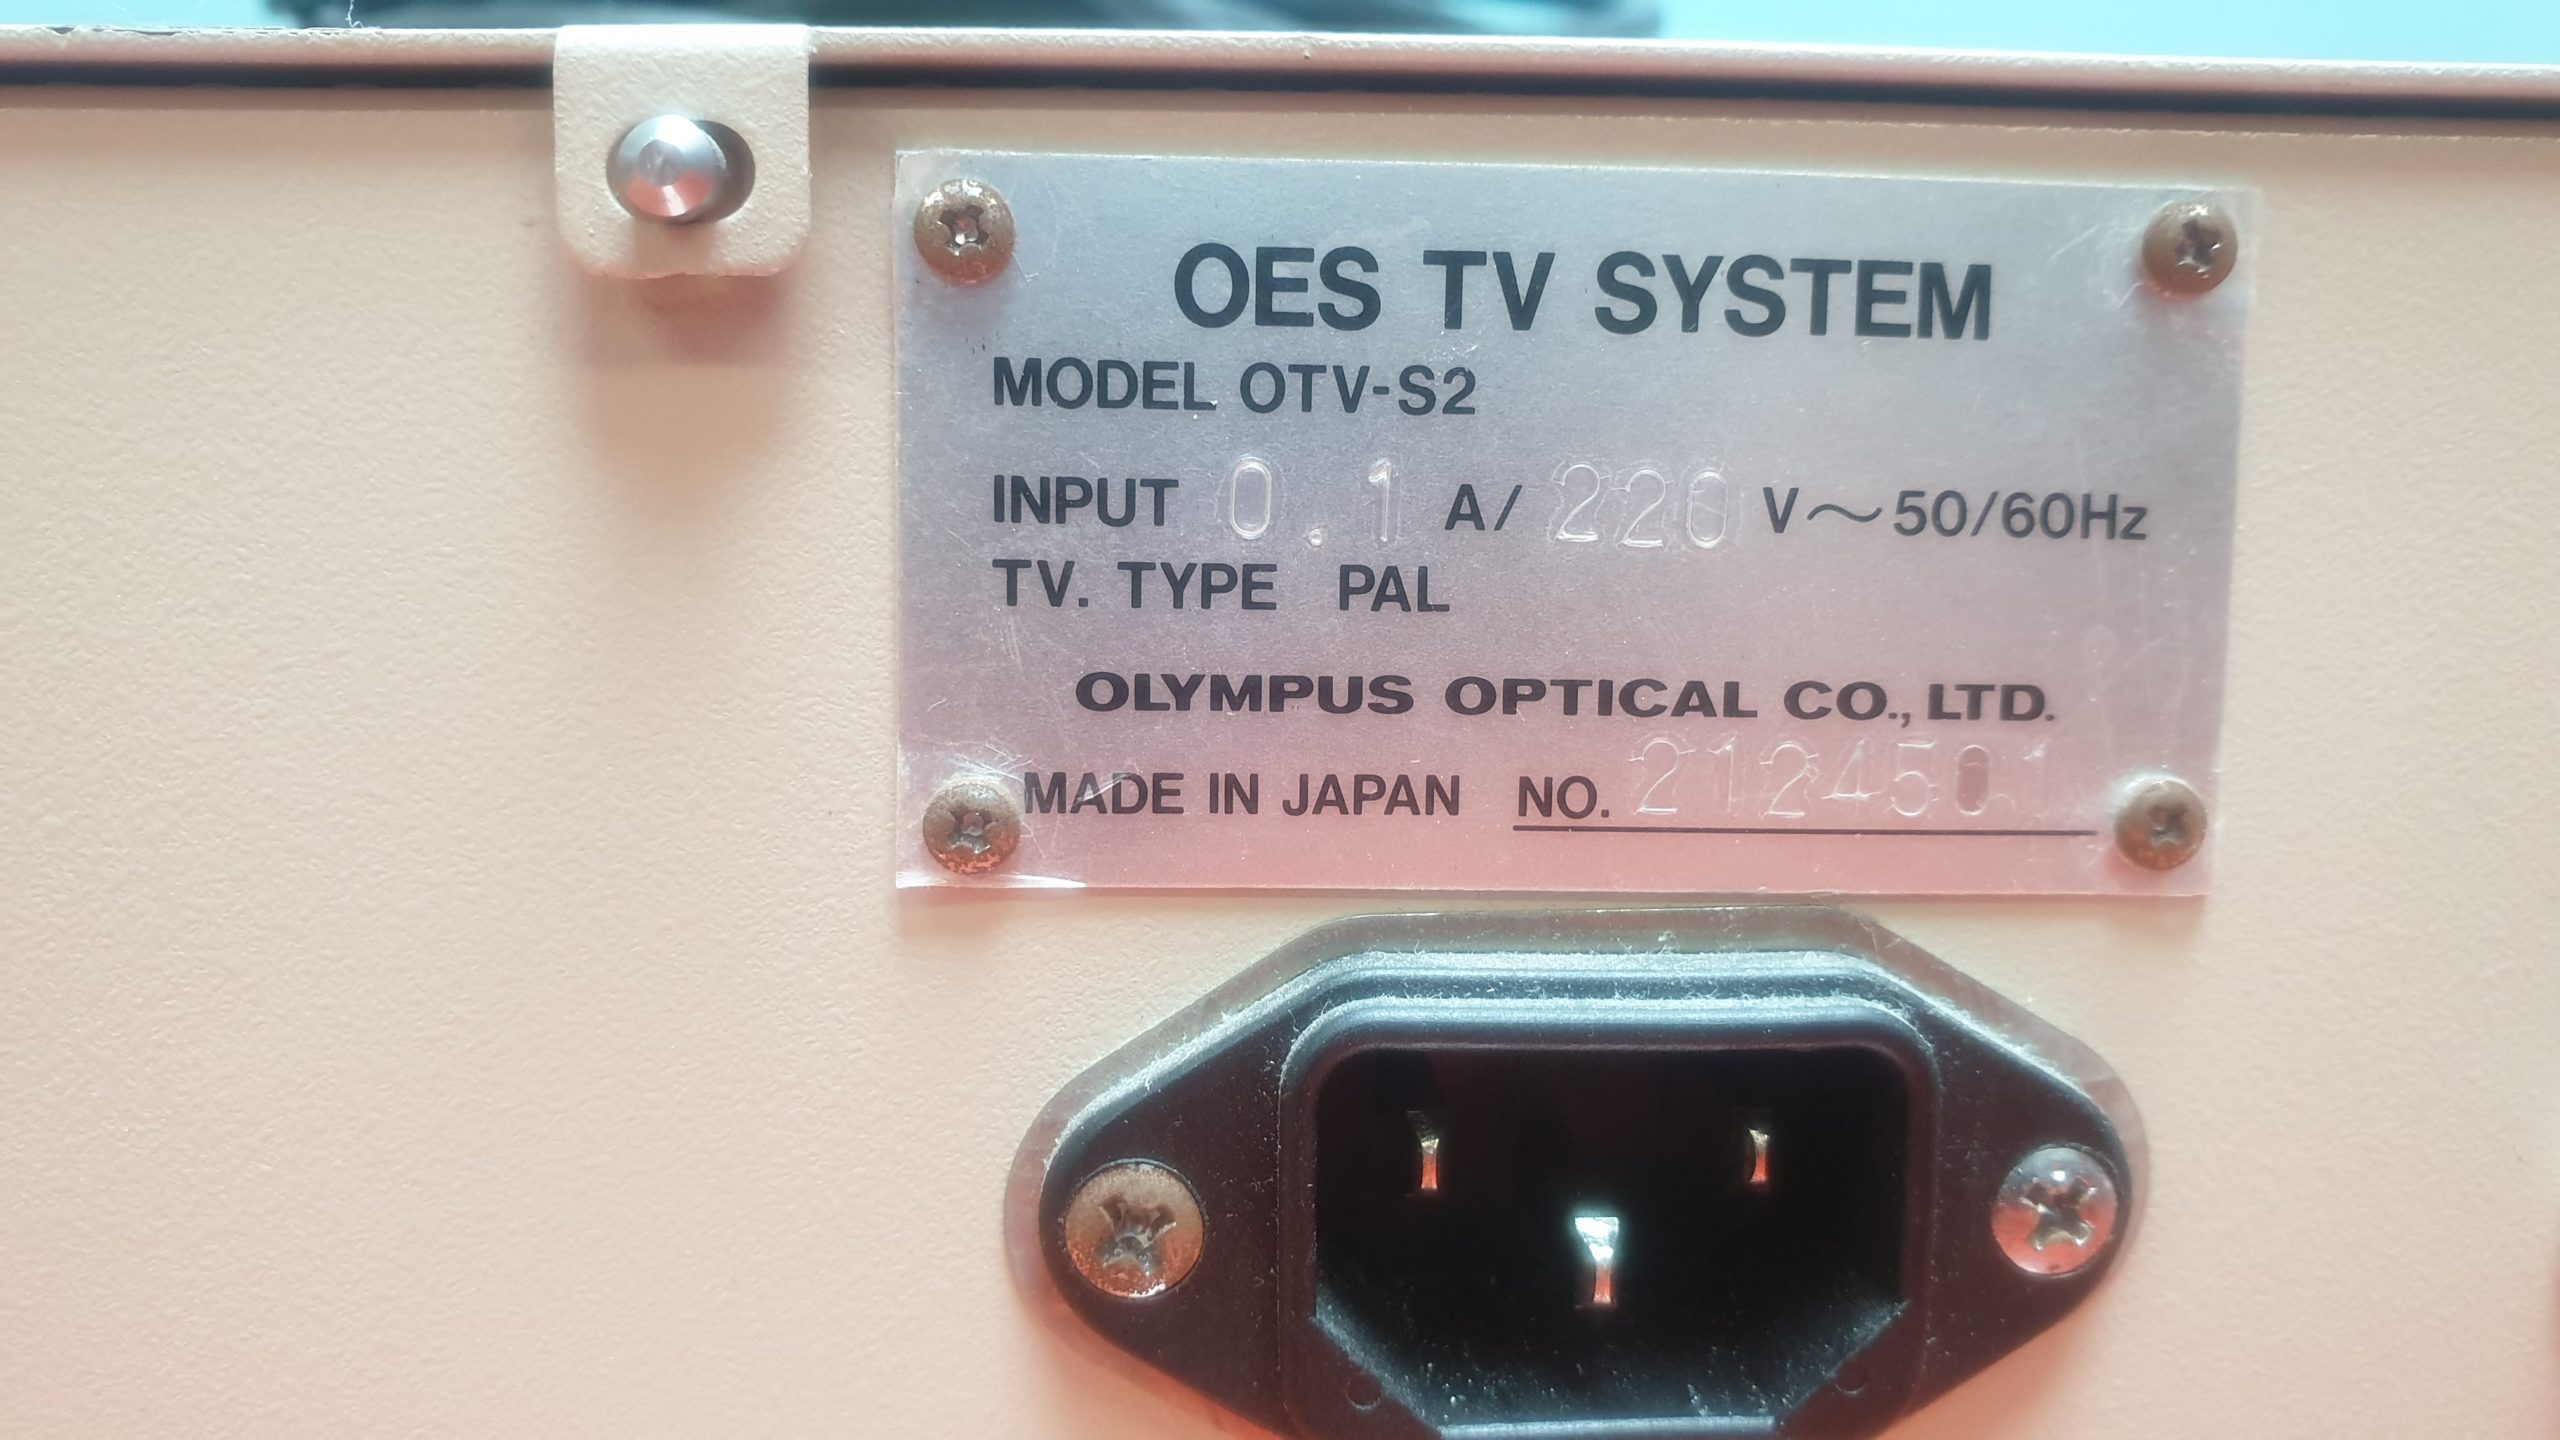 OES TV SYSTEM
MODEL OTV-S2
INPUT 0.1 A/ 220 V～50/60Hz
TV. TYPE PAL
OLYMPUS OPTICAL CO., LTD.
MADE IN JAPAN NO. 2124501